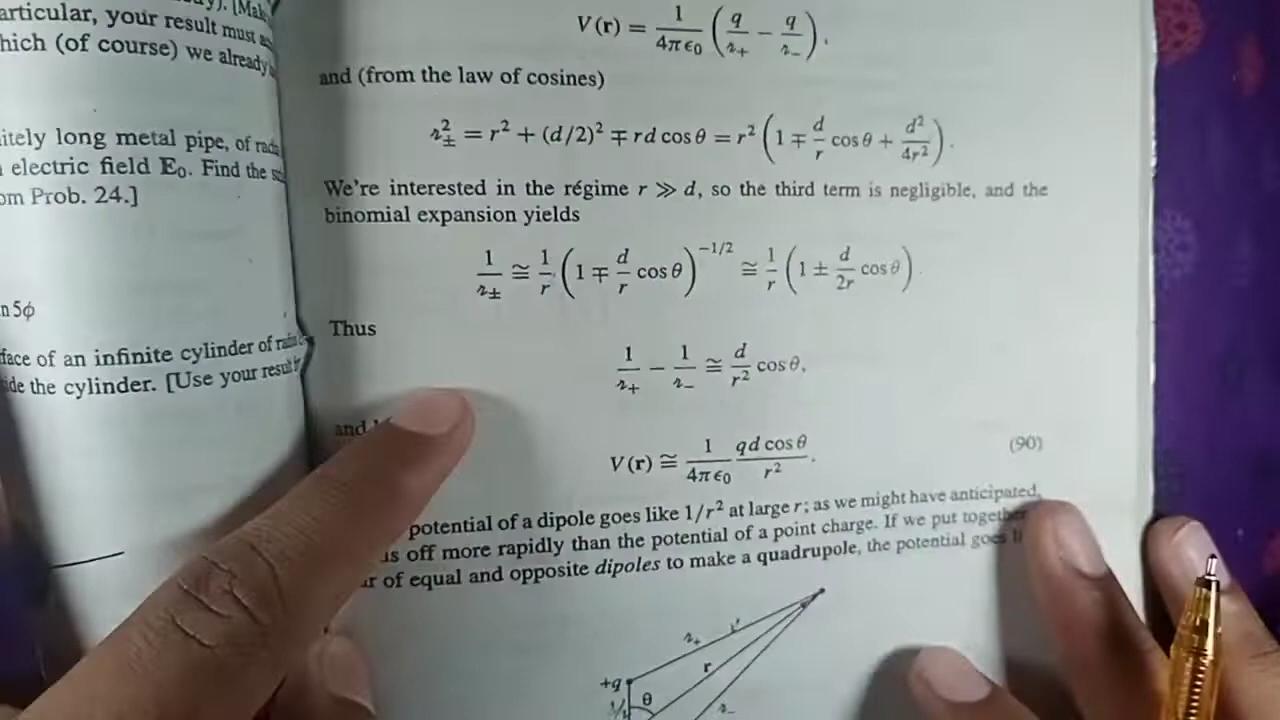 articular, your result must
hich (of course) we already
itely long metal pipe, of
electric field E₀. Find the
om Prob. 24.]
n 5ϕ
face of an infinite cylinder of
ide the cylinder. [Use your result
V(r) = 1/4πϵ₀ (q/𝓇₊ − q/𝓇₋),
and (from the law of cosines)
𝓇±² = r² + (d/2)² ∓ rd cos θ = r² (1 ∓ d/r cos θ + d²/4r²).
We're interested in the régime r ≫ d, so the third term is negligible, and the
binomial expansion yields
1/𝓇± ≅ 1/r (1 ∓ d/r cos θ)^−1/2 ≅ 1/r (1 ± d/2r cos θ)
Thus
1/𝓇₊ − 1/𝓇₋ ≅ d/r² cos θ,
and
V(r) ≅ 1/4πϵ₀ qd cos θ/r². (90)
potential of a dipole goes like 1/r² at large r; as we might have anticipated,
off more rapidly than the potential of a point charge. If we put together
of equal and opposite dipoles to make a quadrupole, the potential goes
𝓇₊
r
+q
θ
𝓇₋